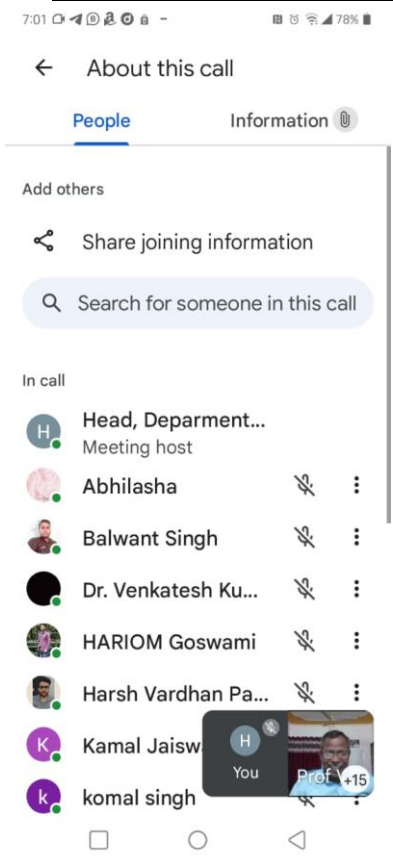 7:01
78%
About this call
People Information
Add others
Share joining information
Search for someone in this call
In call
H Head, Deparment...
Meeting host
Abhilasha
Balwant Singh
Dr. Venkatesh Ku...
HARIOM Goswami
Harsh Vardhan Pa...
K Kamal Jaisw
H
You
Prof
+15
k komal singh